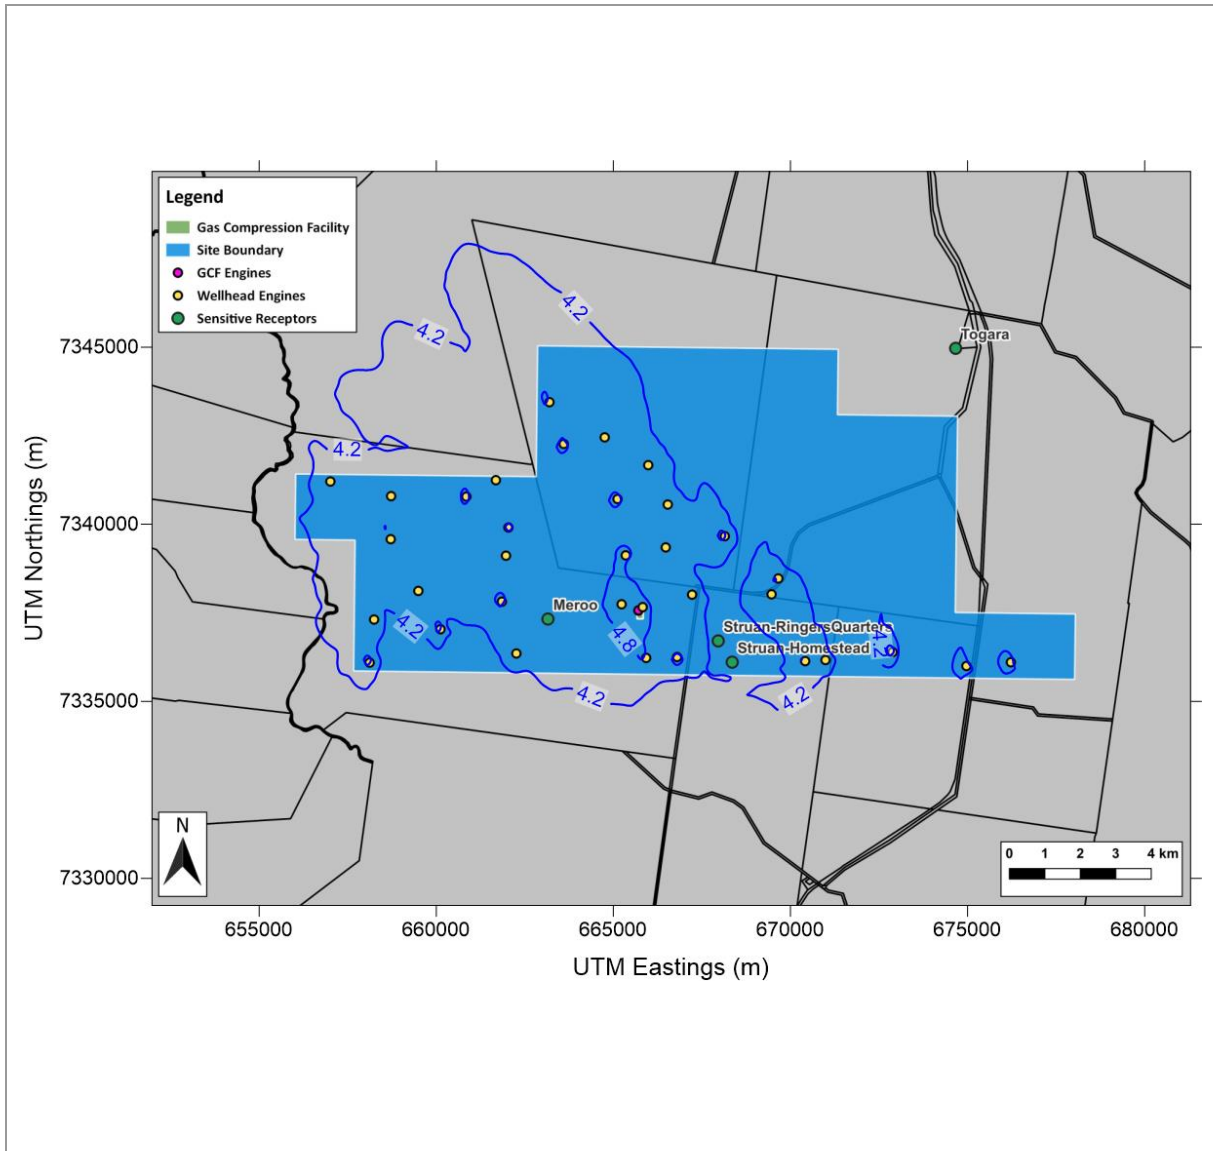 Legend
Gas Compression Facility
Site Boundary
GCF Engines
Wellhead Engines
Sensitive Receptors
4.2
4.2
4.2
Togara
7345000
7340000
7335000
7330000
UTM Northings (m)
Meroo
4.2
4.8
Struan-RingersQuarters
Struan-Homestead
4.2
4.2
4.2
N
0 1 2 3 4 km
655000 660000 665000 670000 675000 680000
UTM Eastings (m)